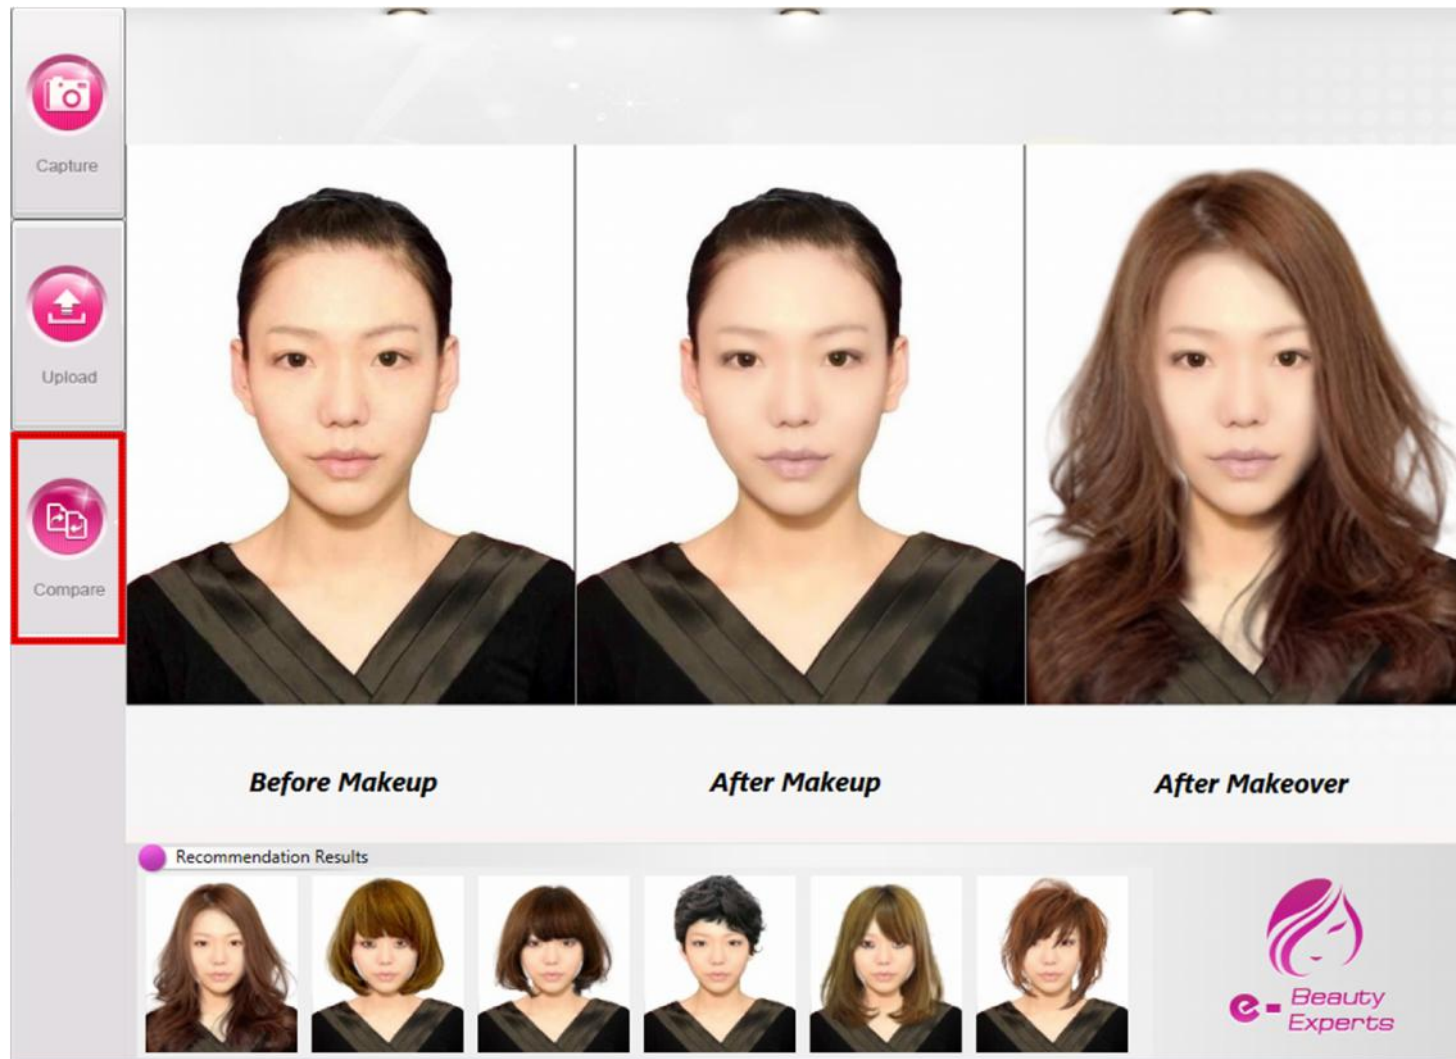 Capture
Upload
Compare
Before Makeup
After Makeup
After Makeover
Recommendation Results
e- Beauty
Experts